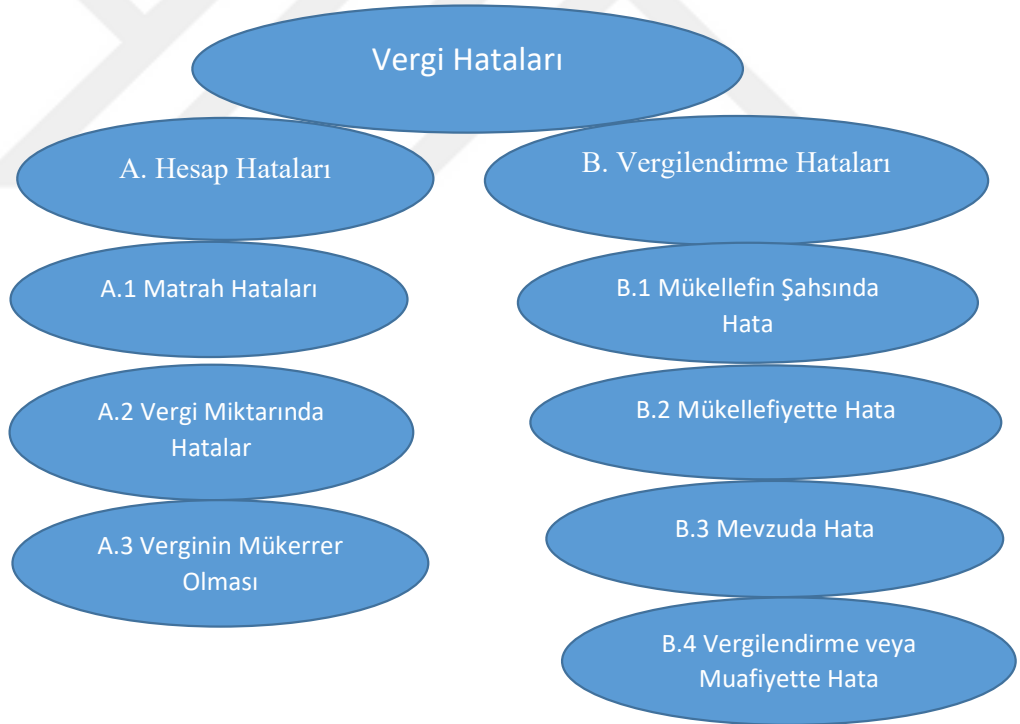 Vergi Hataları
A. Hesap Hataları
A.1 Matrah Hataları
A.2 Vergi Miktarında
Hatalar
A.3 Verginin Mükerrer
Olması
B. Vergilendirme Hataları
B.1 Mükellefin Şahsında
Hata
B.2 Mükellefiyette Hata
B.3 Mevzuda Hata
B.4 Vergilendirme veya
Muafiyette Hata